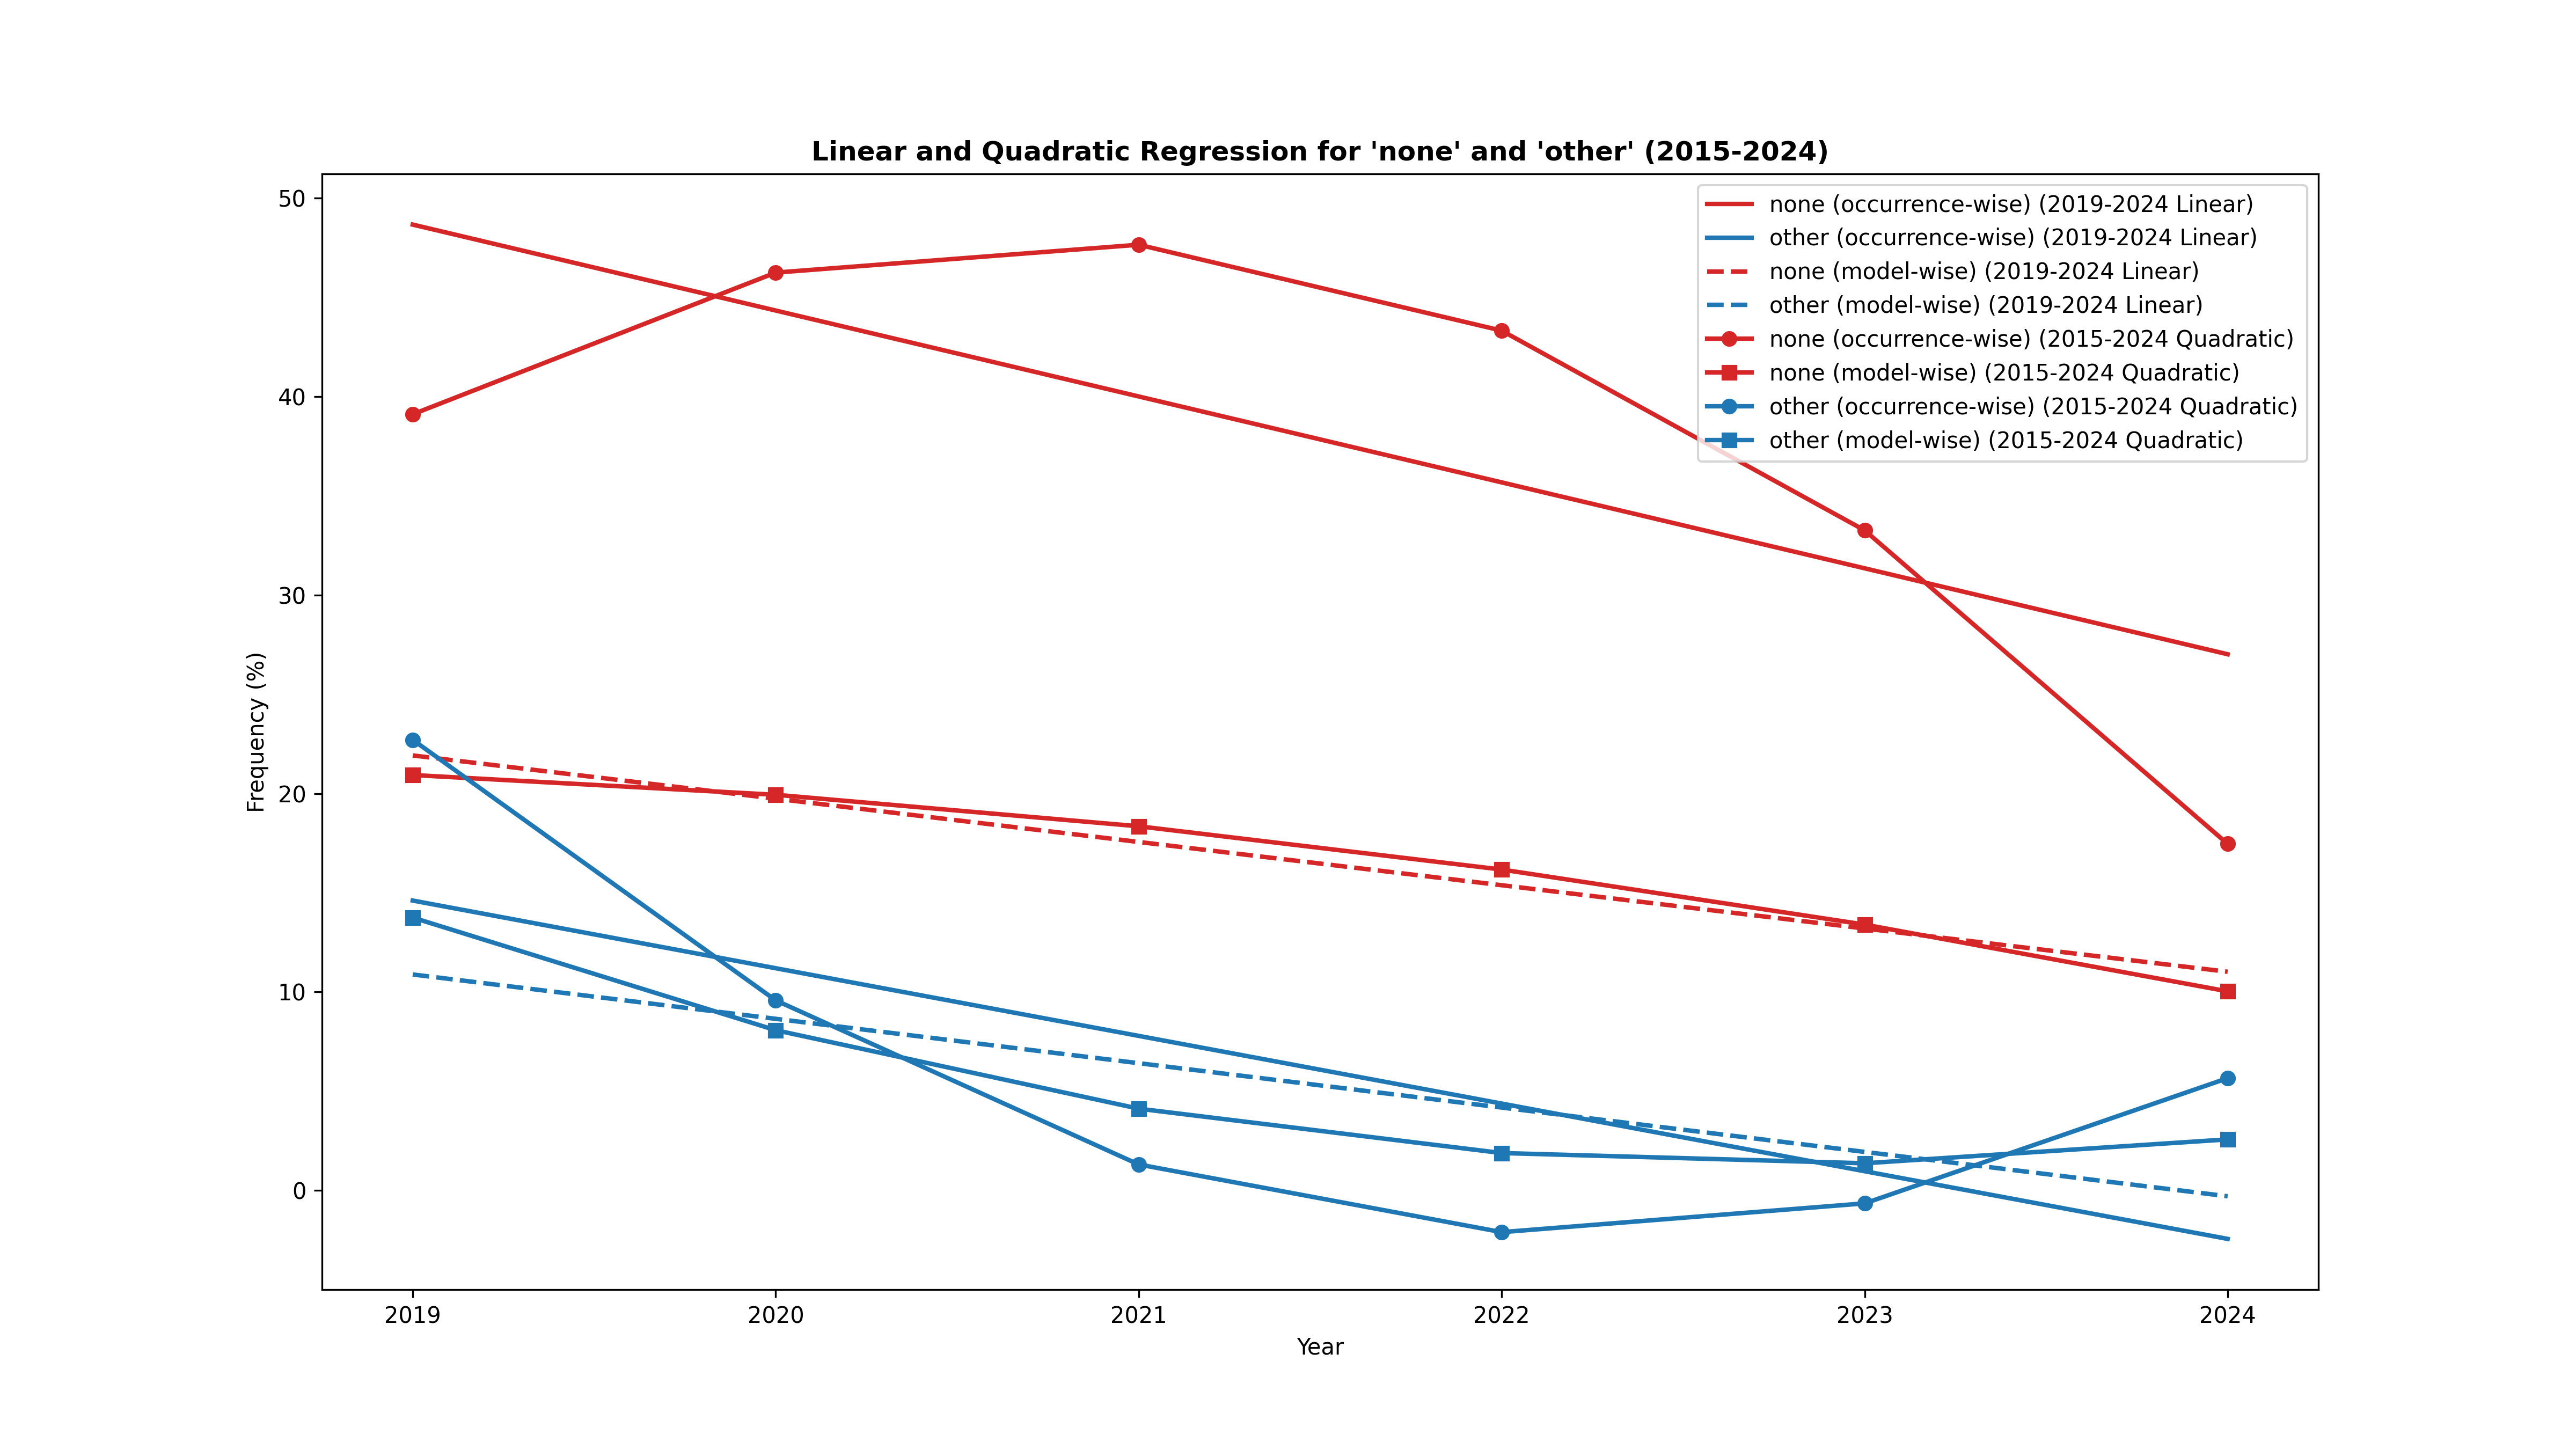 Linear and Quadratic Regression for 'none' and 'other' (2015-2024)
50
40
30
20
10
0
Frequency (%)
none (occurrence-wise) (2019-2024 Linear)
other (occurrence-wise) (2019-2024 Linear)
none (model-wise) (2019-2024 Linear)
other (model-wise) (2019-2024 Linear)
none (occurrence-wise) (2015-2024 Quadratic)
none (model-wise) (2015-2024 Quadratic)
other (occurrence-wise) (2015-2024 Quadratic)
other (model-wise) (2015-2024 Quadratic)
2019 2020 2021 2022 2023 2024
Year